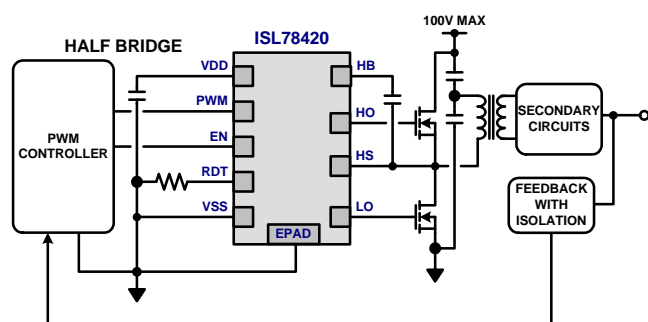 100V MAX
HALF BRIDGE
ISL78420
VDD
HB
PWM
HO
SECONDARY
CIRCUITS
PWM
CONTROLLER
EN
HS
RDT
FEEDBACK
WITH
ISOLATION
VSS
LO
EPAD